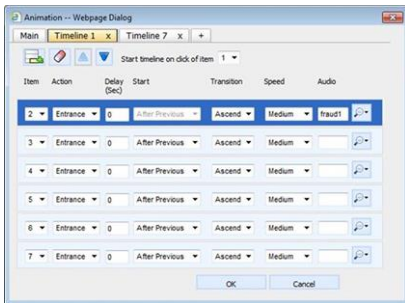 Animation -- Webpage Dialog
Main Timeline 1 x Timeline 7 x +
Start timeline on click of item 1
Item Action Delay (Sec) Start Transition Speed Audio
2 Entrance 0 After Previous Ascend Medium fraud1
3 Entrance 0 After Previous Ascend Medium
4 Entrance 0 After Previous Ascend Medium
5 Entrance 0 After Previous Ascend Medium
6 Entrance 0 After Previous Ascend Medium
7 Entrance 0 After Previous Ascend Medium
OK Cancel